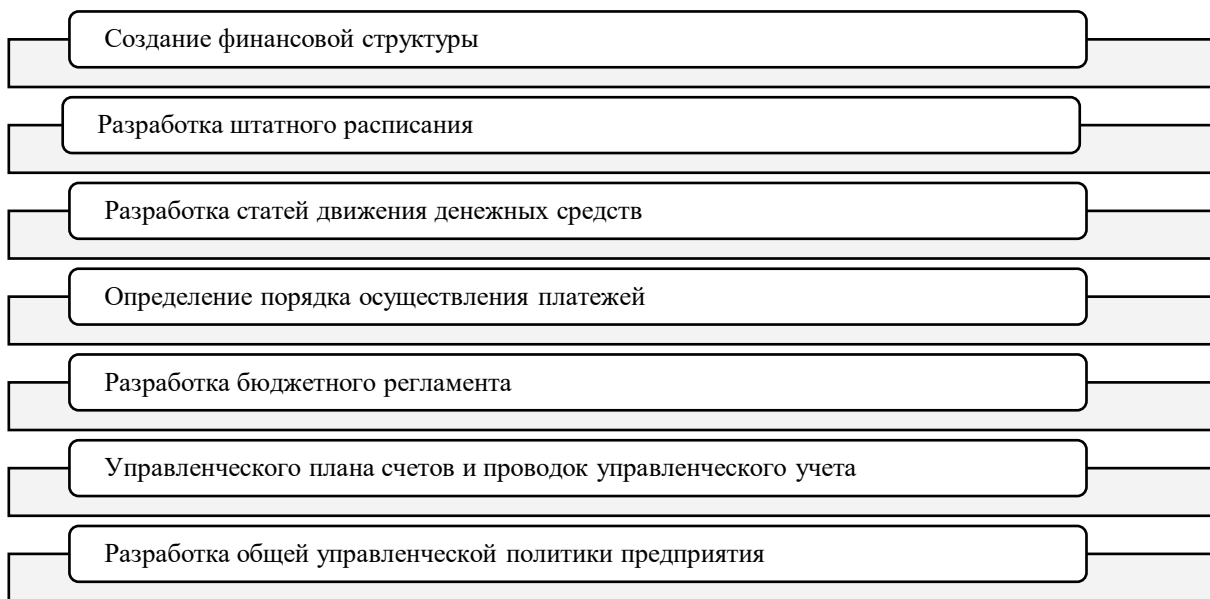 Создание финансовой структуры
Разработка штатного расписания
Разработка статей движения денежных средств
Определение порядка осуществления платежей
Разработка бюджетного регламента
Управленческого плана счетов и проводок управленческого учета
Разработка общей управленческой политики предприятия